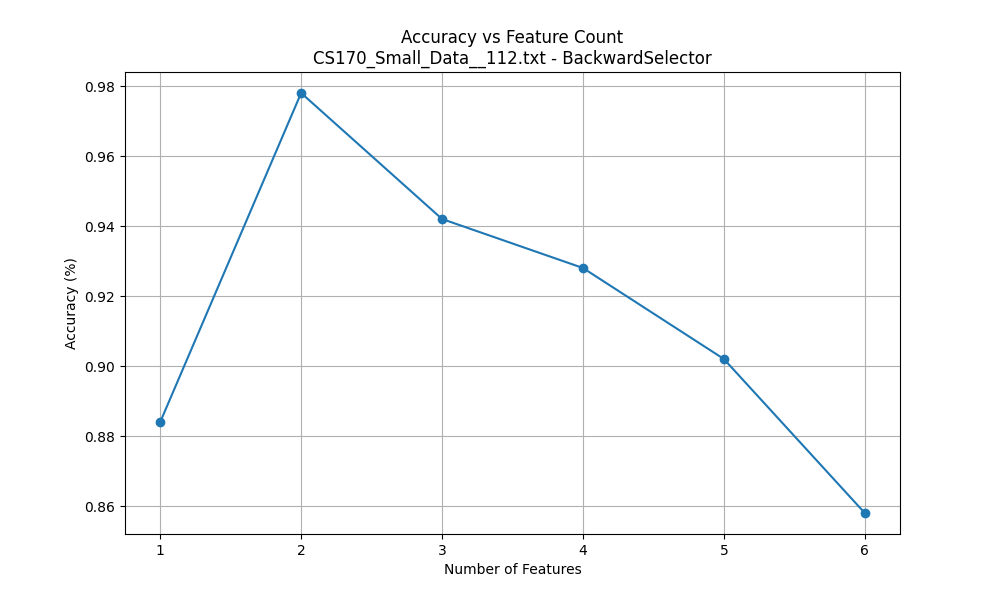 Accuracy vs Feature Count
CS170_Small_Data__112.txt - BackwardSelector
Accuracy (%)
0.98
0.96
0.94
0.92
0.90
0.88
0.86
1 2 3 4 5 6
Number of Features